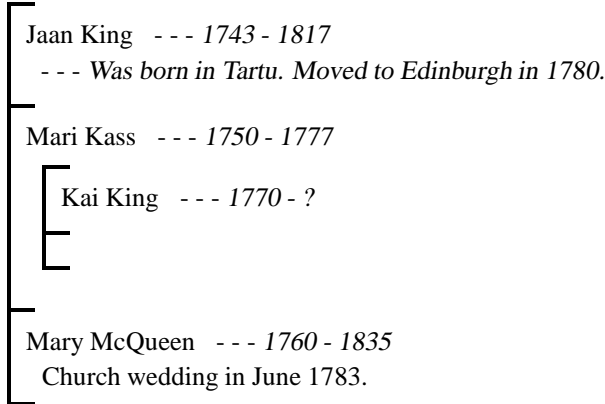 Jaan King - - - 1743 - 1817
- - - Was born in Tartu. Moved to Edinburgh in 1780.
Mari Kass - - - 1750 - 1777
Kai King - - - 1770 - ?
Mary McQueen - - - 1760 - 1835
Church wedding in June 1783.